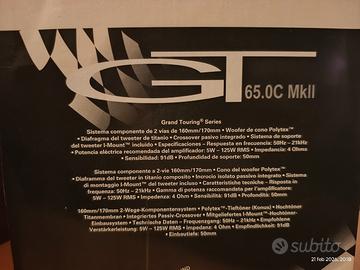 GT
65.0C MkII
Grand Touring® Series
Sistema componente de 2 vias de 160mm/170mm • Woofer de cono Polytex™
• Diafragma del tweeter de titanio • Crossover pasivo integrado • Sistema de soporte
del tweeter I-Mount™ incluido • Especificaciones - Respuesta en frecuencia: 50Hz – 21kHz
• Potencia eléctrica recomendada del amplificador: 5W – 125W RMS • Impedancia: 4 Ohms
• Sensibilidad: 91dB • Profundidad de soporte: 50mm
Sistema componente a 2-vie 160mm/170mm • Cono del woofer Polytex™
• Diaframma del tweeter in titanio composito • Incrocio isolato passivo integrato • Sistema
di montaggio I-Mount™ del tweeter incluso • Caratteristiche tecniche - Risposta in
frequenza: 50Hz – 21kHz • Gamma di potenza raccomandata per l'amplificatore:
5W – 125W RMS • Impedenza: 4 Ohm • Sensibilità: 91dB • Profondità di sostegno: 50mm
160mm/170mm 2-Wege-Komponentensystem • Polytex™-Tieftöner (Konus) • Hochtöner-
Titanmembran • Integriertes Passiv-Crossover • Mitgeliefertes I-Mount™-Hochtöner-
Einbausystem • Technische Daten - Frequenzgang: 50Hz – 21kHz • Empfohlene
Verstärkerleistung: 5W – 125W RMS • Impedanz: 4 Ohm • Empfindlichkeit: 91dB
• Einbautiefe: 50mm
subito
21 feb 2026, 20:18